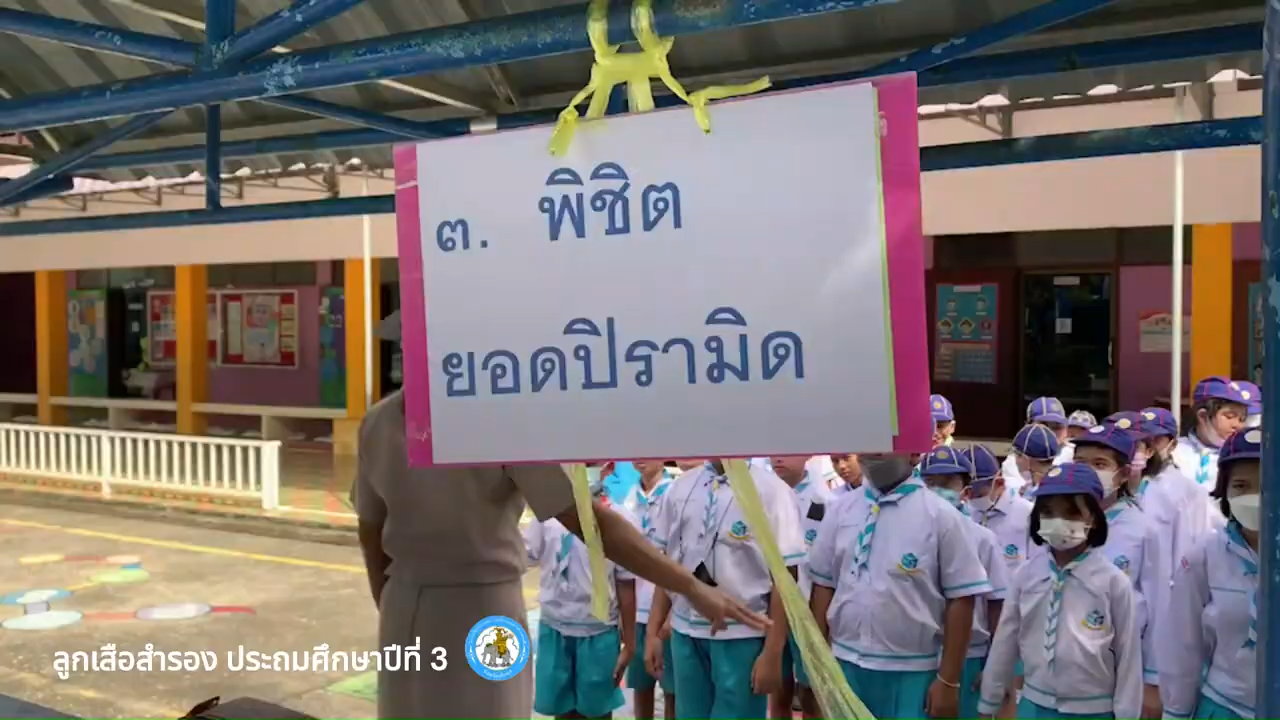 ๓. พิชิต
ยอดปิรามิด
ลูกเสือสำรอง ประถมศึกษาปีที่ 3